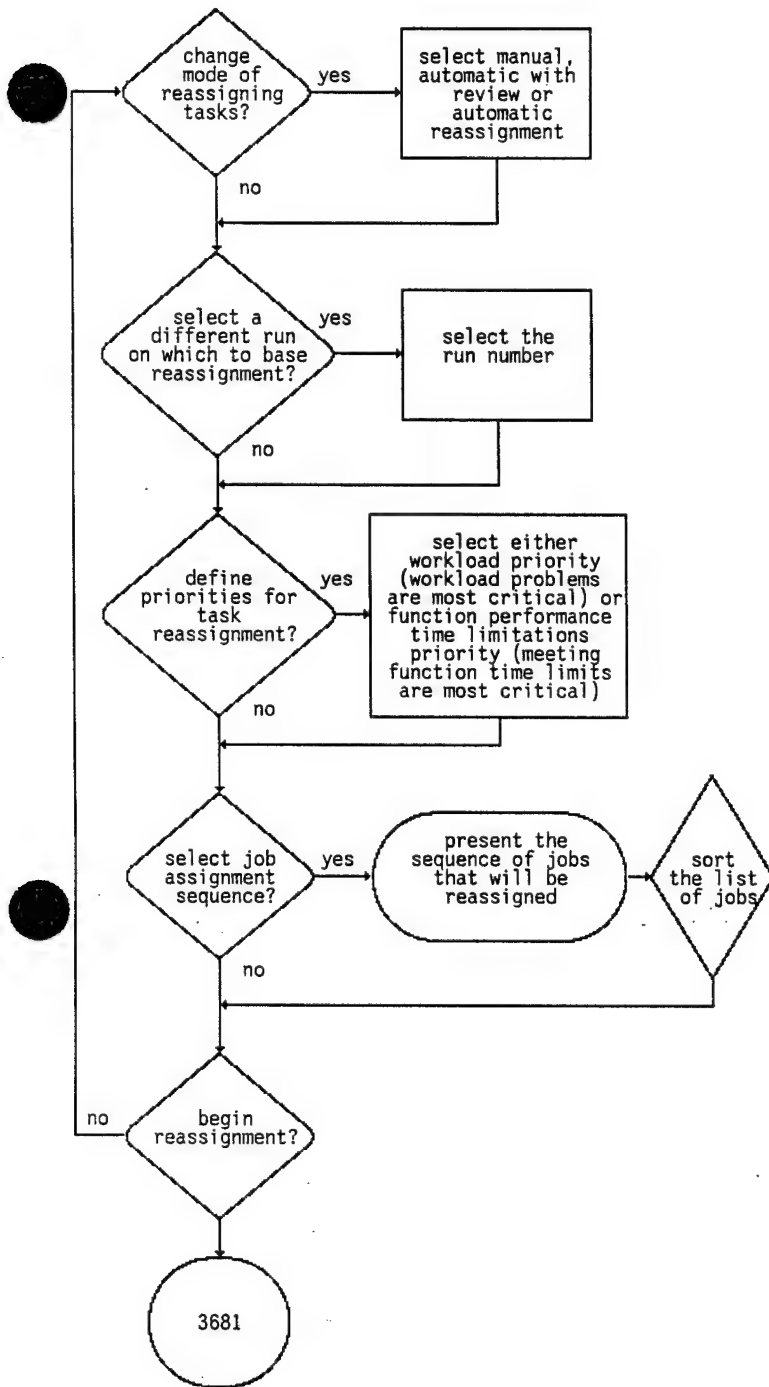 change
mode of
reassigning
tasks?
yes
select manual,
automatic with
review or
automatic
reassignment
no
select a
different run
on which to base
reassignment?
yes
select the
run number
no
define
priorities for
task
reassignment?
yes
select either
workload priority
(workload problems
are most critical) or
function performance
time limitations
priority (meeting
function time limits
are most critical)
no
select job
assignment
sequence?
yes
present the
sequence of jobs
that will be
reassigned
sort
the list
of jobs
no
begin
reassignment?
no
3681